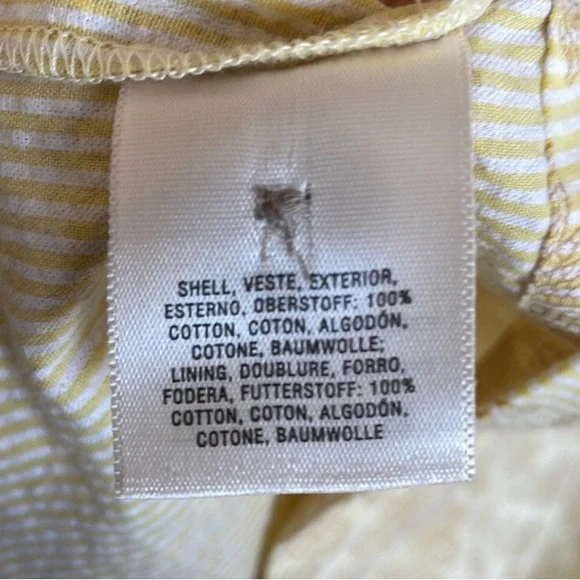 SHELL, VESTE, EXTERIOR,
ESTERNO, OBERSTOFF: 100%
COTTON, COTON, ALGODÓN,
COTONE, BAUMWOLLE;
LINING, DOUBLURE, FORRO,
FODERA, FUTTERSTOFF: 100%
COTTON, COTON, ALGODÓN,
COTONE, BAUMWOLLE